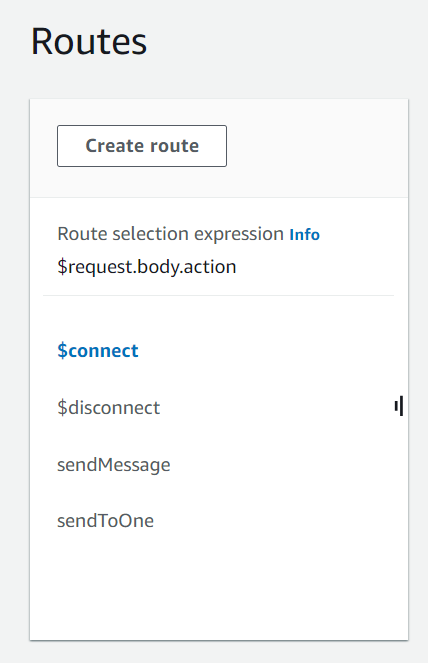 Routes
Create route
Route selection expression Info
$request.body.action
$connect
$disconnect
sendMessage
sendToOne